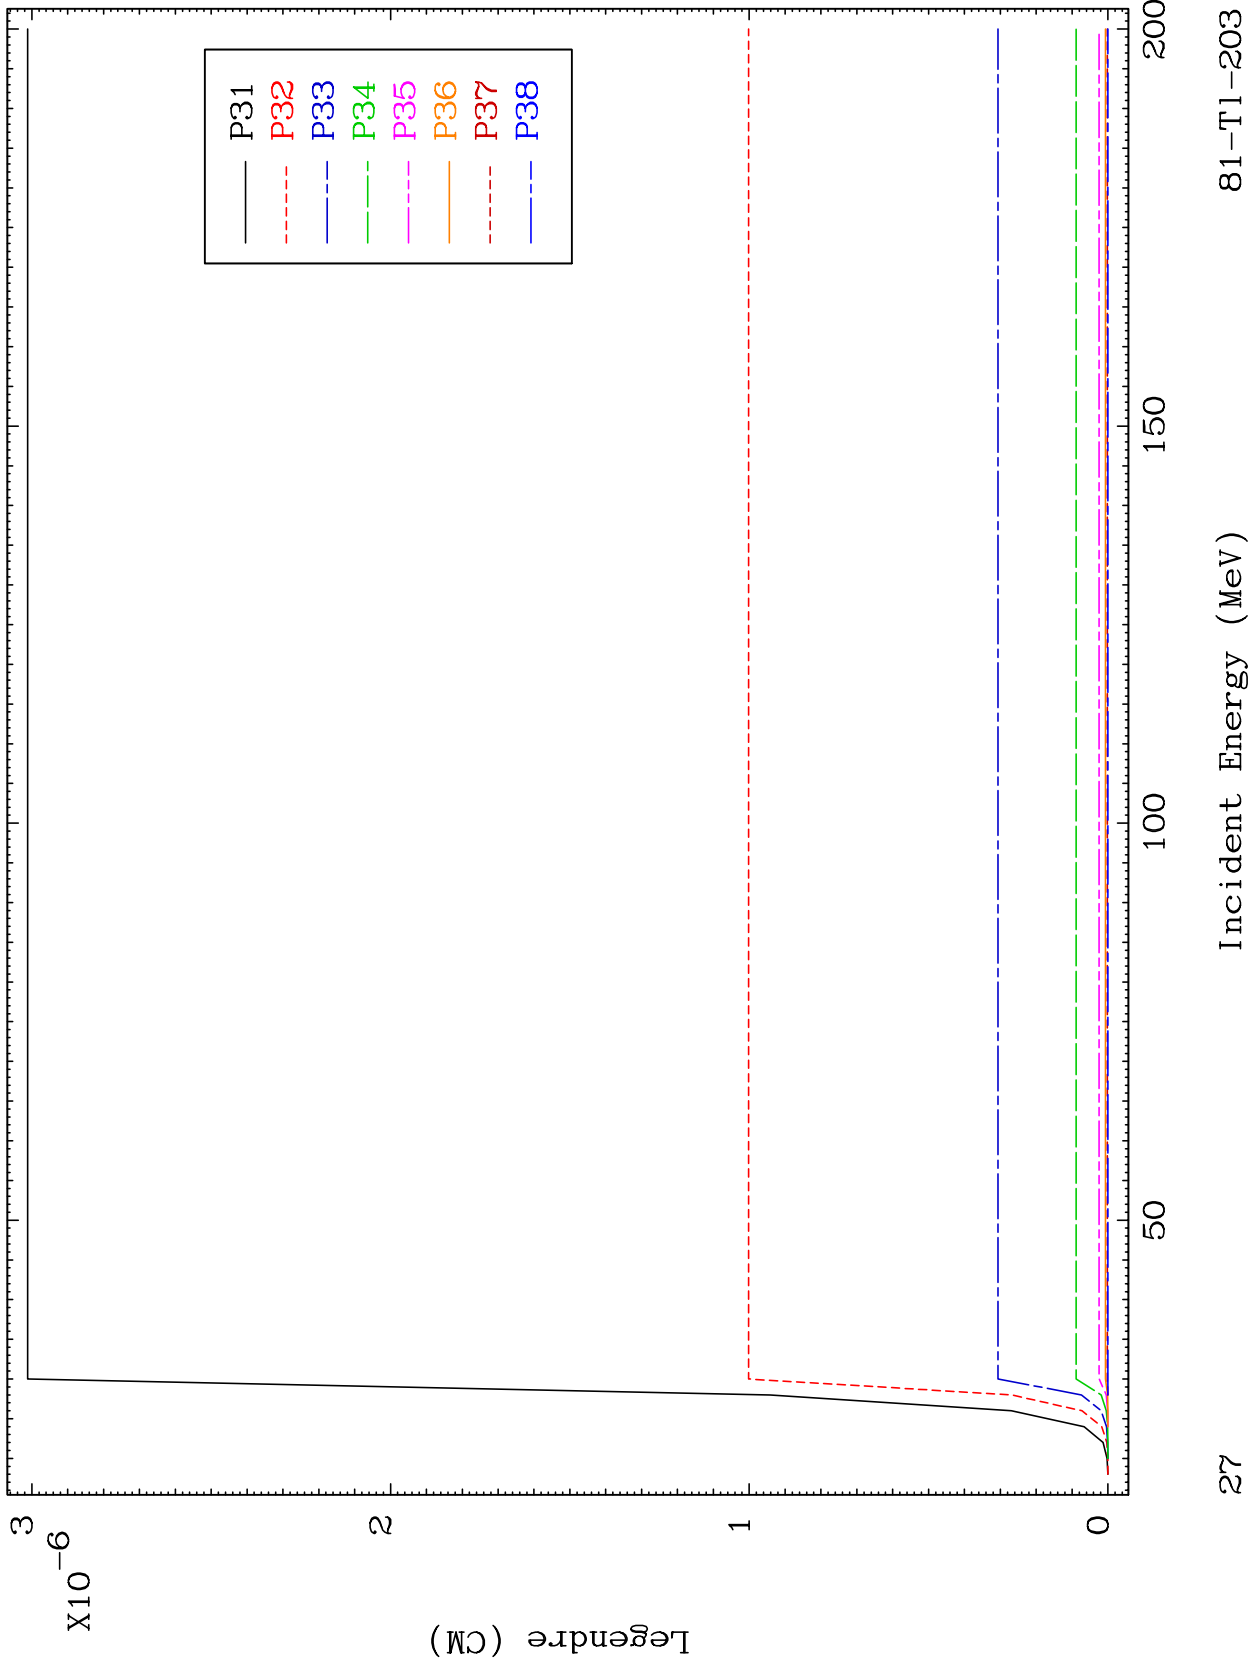 X10-6
3
2
1
0
Legendre (CM)
P31
P32
P33
P34
P35
P36
P37
P38
50
100
150
200
27
Incident Energy (MeV)
81-Tl-203